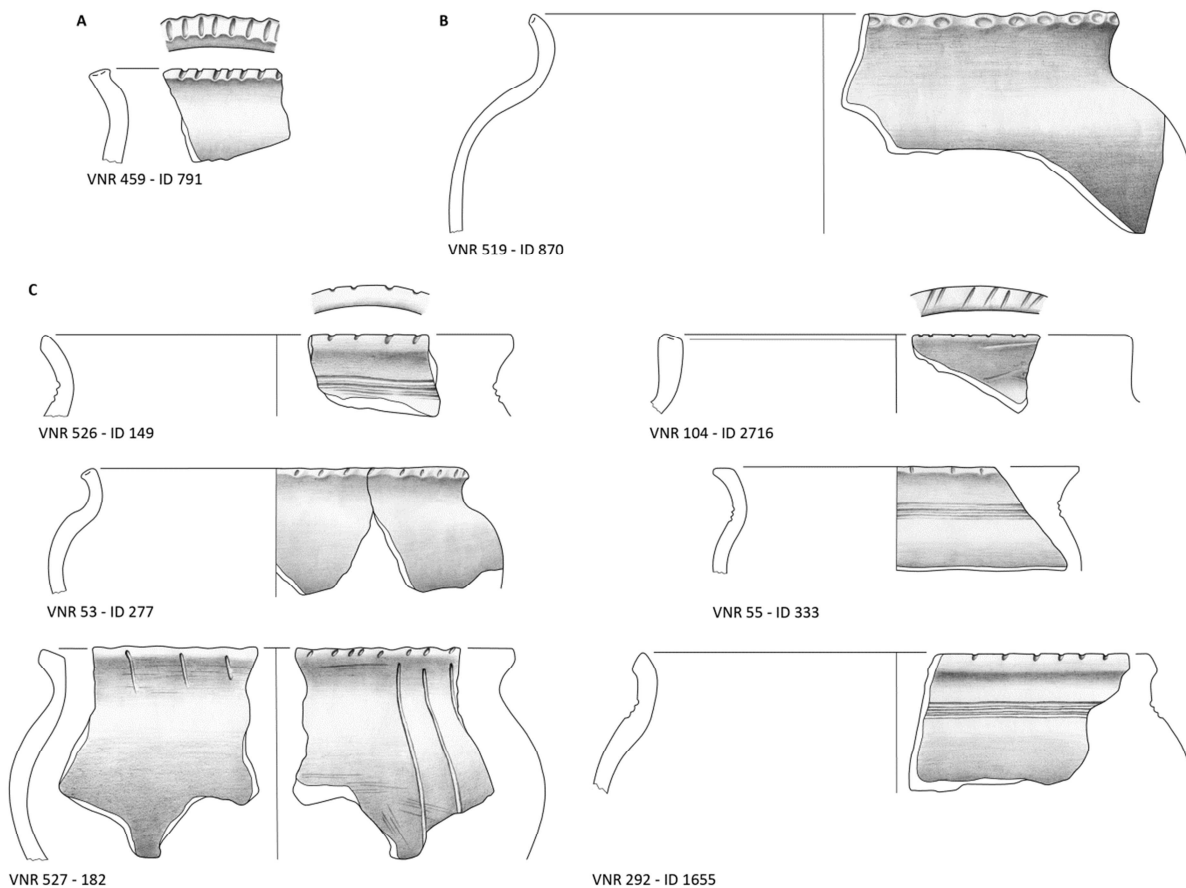 A
B
VNR 459 - ID 791
VNR 519 - ID 870
C
VNR 526 - ID 149
VNR 104 - ID 2716
VNR 53 - ID 277
VNR 55 - ID 333
VNR 527 - 182
VNR 292 - ID 1655